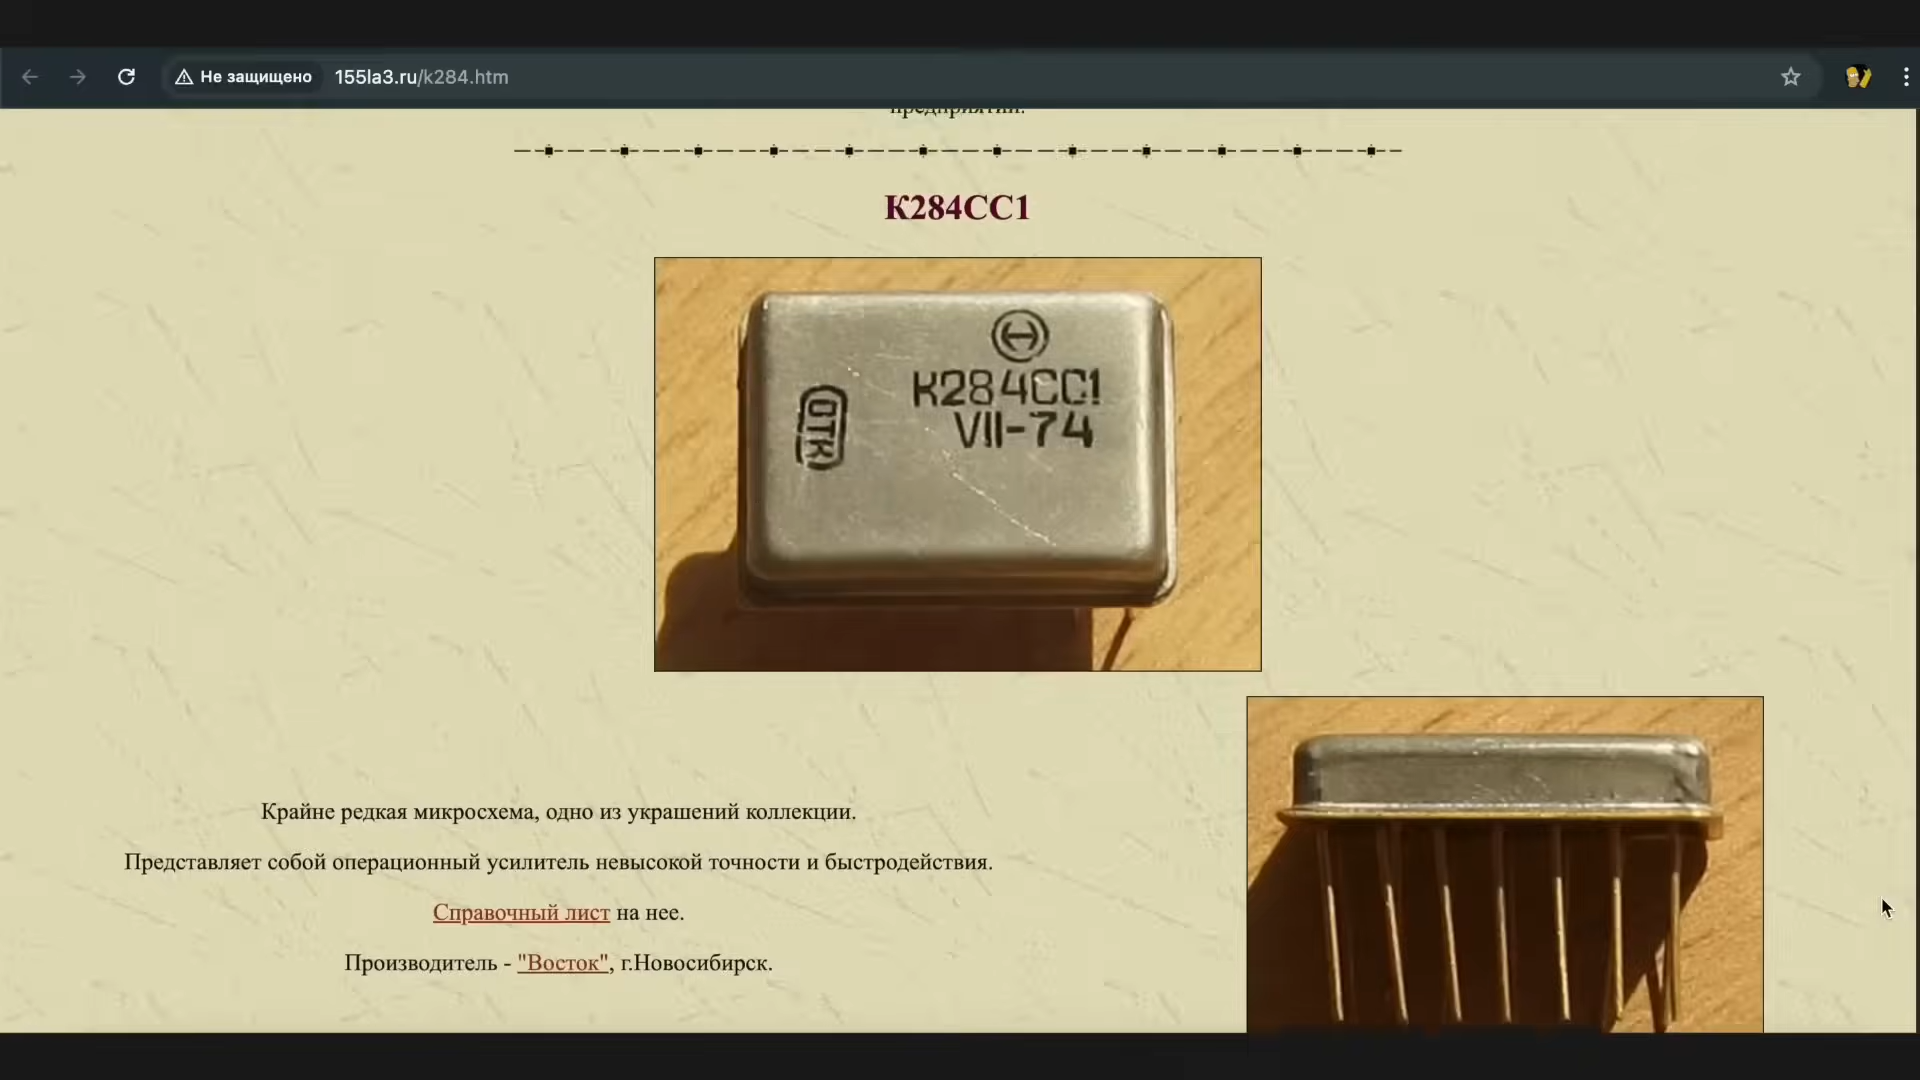 Не защищено 155la3.ru/k284.htm
предприятий.
К284СС1
К284СС1
VII-74
ОТК
Крайне редкая микросхема, одно из украшений коллекции.
Представляет собой операционный усилитель невысокой точности и быстродействия.
Справочный лист на нее.
Производитель - "Восток", г.Новосибирск.